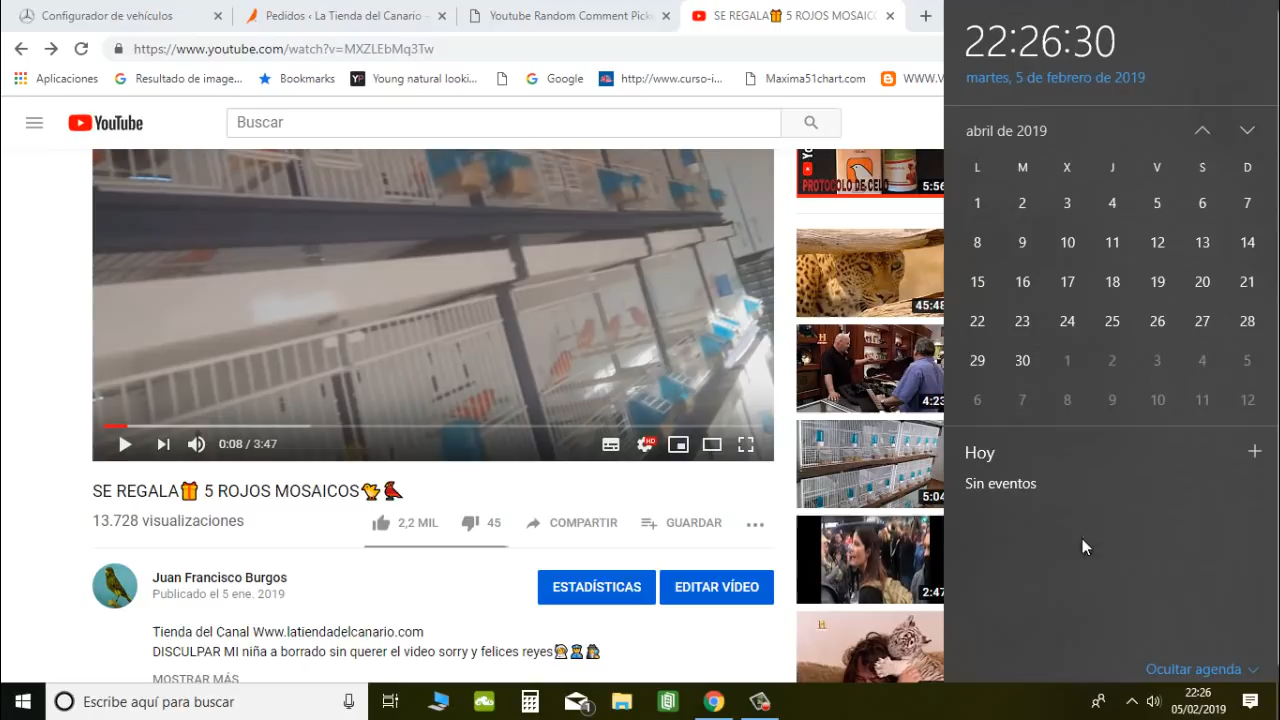 Configurador de vehículos
Pedidos ‹ La Tienda del Canario –
Youtube Random Comment Pick
SE REGALA🎁 5 ROJOS MOSAIC
https://www.youtube.com/watch?v=MXZLEbMq3Tw
Aplicaciones
Resultado de image...
Bookmarks
Young natural looki...
Google
http://www.curso-i...
Maxima51chart.com
WWW.V
YouTube
Buscar
PROTOCOLO DE CELO
5:56
45:48
4:23
5:04
2:47
0:08 / 3:47
HD
SE REGALA🎁 5 ROJOS MOSAICOS🐤🐦
13.728 visualizaciones
2,2 MIL
45
COMPARTIR
GUARDAR
Juan Francisco Burgos
Publicado el 5 ene. 2019
ESTADÍSTICAS
EDITAR VÍDEO
Tienda del Canal Www.latiendadelcanario.com
DISCULPAR MI niña a borrado sin querer el video sorry y felices reyes
MOSTRAR MÁS
22:26:30
martes, 5 de febrero de 2019
abril de 2019
L M X J V S D
1 2 3 4 5 6 7
8 9 10 11 12 13 14
15 16 17 18 19 20 21
22 23 24 25 26 27 28
29 30 1 2 3 4 5
6 7 8 9 10 11 12
Hoy
Sin eventos
Ocultar agenda
Escribe aquí para buscar
1
22:26
05/02/2019